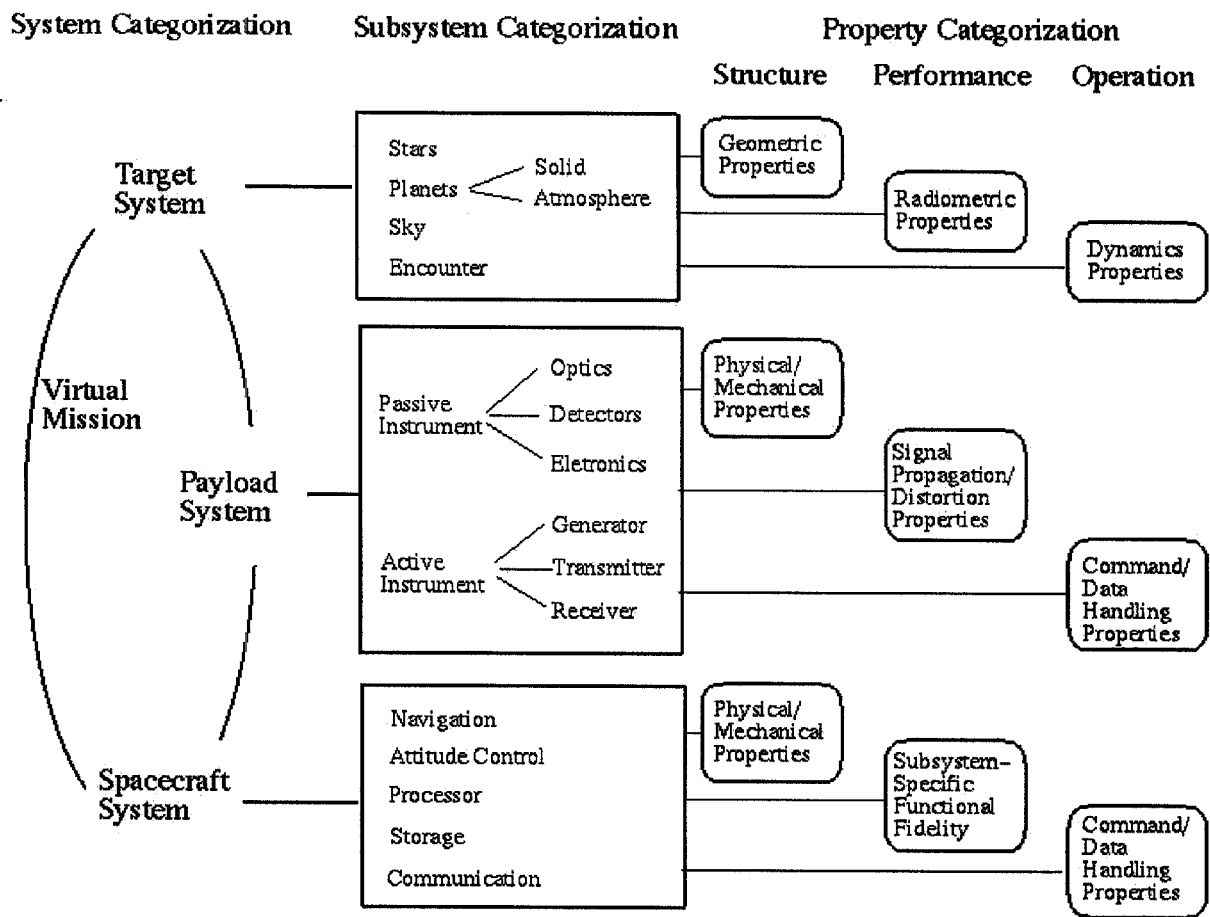 System Categorization
Subsystem Categorization
Property Categorization
Structure
Performance
Operation
Target
System
Stars
Planets
Solid
Atmosphere
Sky
Encounter
Geometric
Properties
Radiometric
Properties
Dynamics
Properties
Virtual
Mission
Payload
System
Passive
Instrument
Optics
Detectors
Eletronics
Active
Instrument
Generator
Transmitter
Receiver
Physical/
Mechanical
Properties
Signal
Propagation/
Distortion
Properties
Command/
Data
Handling
Properties
Spacecraft
System
Navigation
Attitude Control
Processor
Storage
Communication
Physical/
Mechanical
Properties
Subsystem–
Specific
Functional
Fidelity
Command/
Data
Handling
Properties